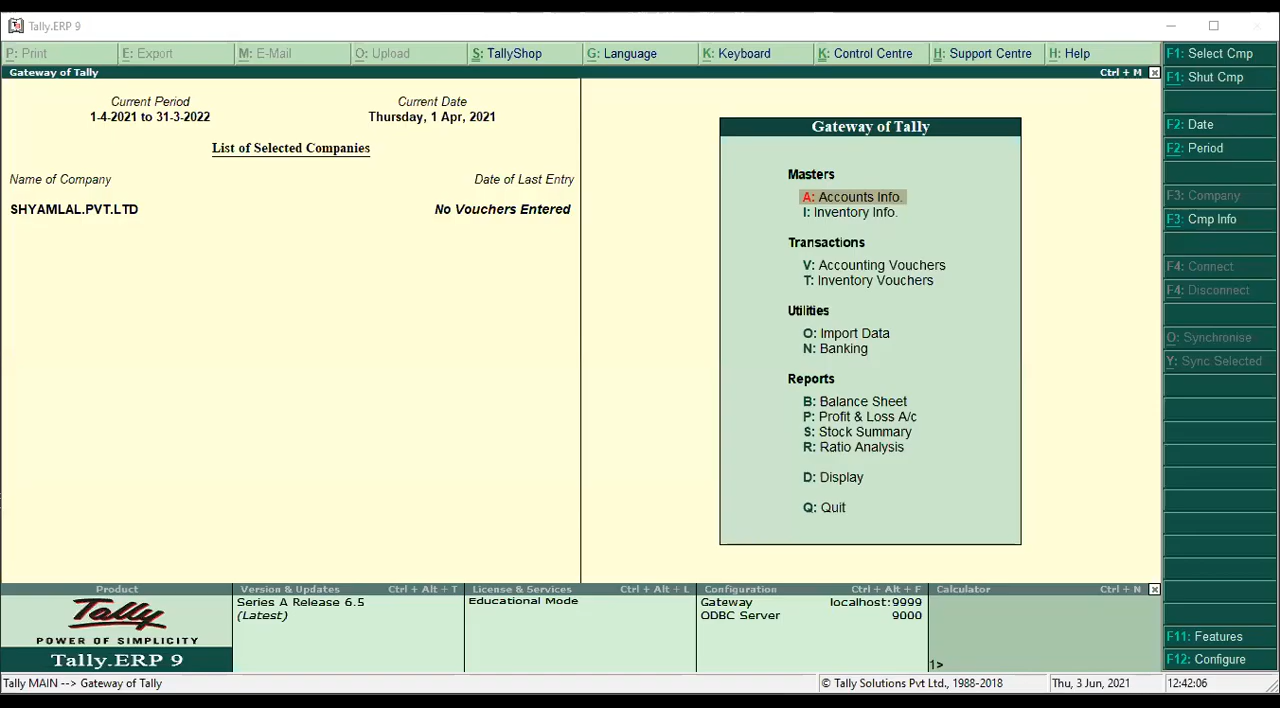 Tally.ERP 9
P: Print E: Export M: E-Mail O: Upload S: TallyShop G: Language K: Keyboard K: Control Centre H: Support Centre H: Help
Gateway of Tally Ctrl + M
Current Period Current Date
1-4-2021 to 31-3-2022 Thursday, 1 Apr, 2021
List of Selected Companies
Name of Company Date of Last Entry
SHYAMLAL.PVT.LTD No Vouchers Entered
Gateway of Tally
Masters
A: Accounts Info.
I: Inventory Info.
Transactions
V: Accounting Vouchers
T: Inventory Vouchers
Utilities
O: Import Data
N: Banking
Reports
B: Balance Sheet
P: Profit & Loss A/c
S: Stock Summary
R: Ratio Analysis
D: Display
Q: Quit
F1: Select Cmp
F1: Shut Cmp
F2: Date
F2: Period
F3: Company
F3: Cmp Info
F4: Connect
F4: Disconnect
O: Synchronise
Y: Sync Selected
F11: Features
F12: Configure
Product
Tally
POWER OF SIMPLICITY
Tally.ERP 9
Version & Updates Ctrl + Alt + T
Series A Release 6.5
(Latest)
License & Services Ctrl + Alt + L
Educational Mode
Configuration Ctrl + Alt + F
Gateway localhost:9999
ODBC Server 9000
Calculator Ctrl + N
1>
Tally MAIN --> Gateway of Tally © Tally Solutions Pvt Ltd., 1988-2018 Thu, 3 Jun, 2021 12:42:06